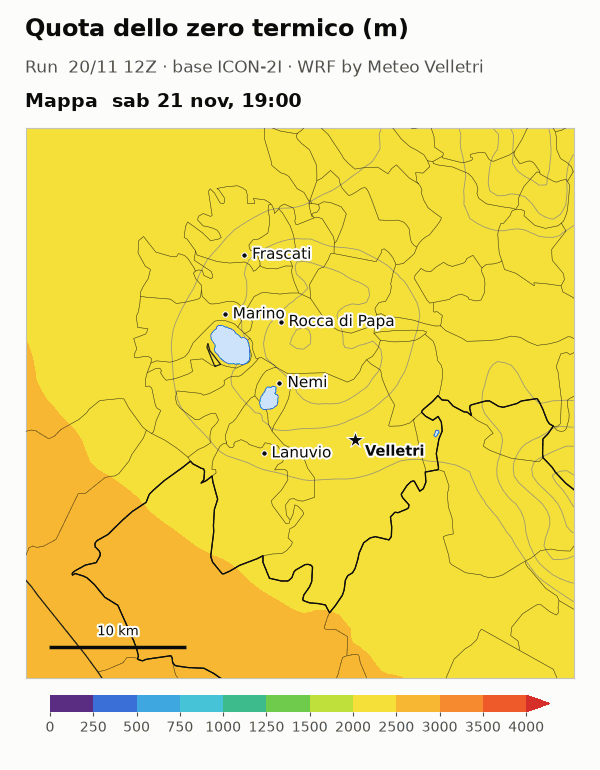 Quota dello zero termico (m)
Run  20/11 12Z · base ICON-2I · WRF by Meteo Velletri
Mappa  sab 21 nov, 19:00
Frascati
Marino
Rocca di Papa
Nemi
Velletri
Lanuvio
10 km
0 250 500 750 1000 1250 1500 2000 2500 3000 3500 4000